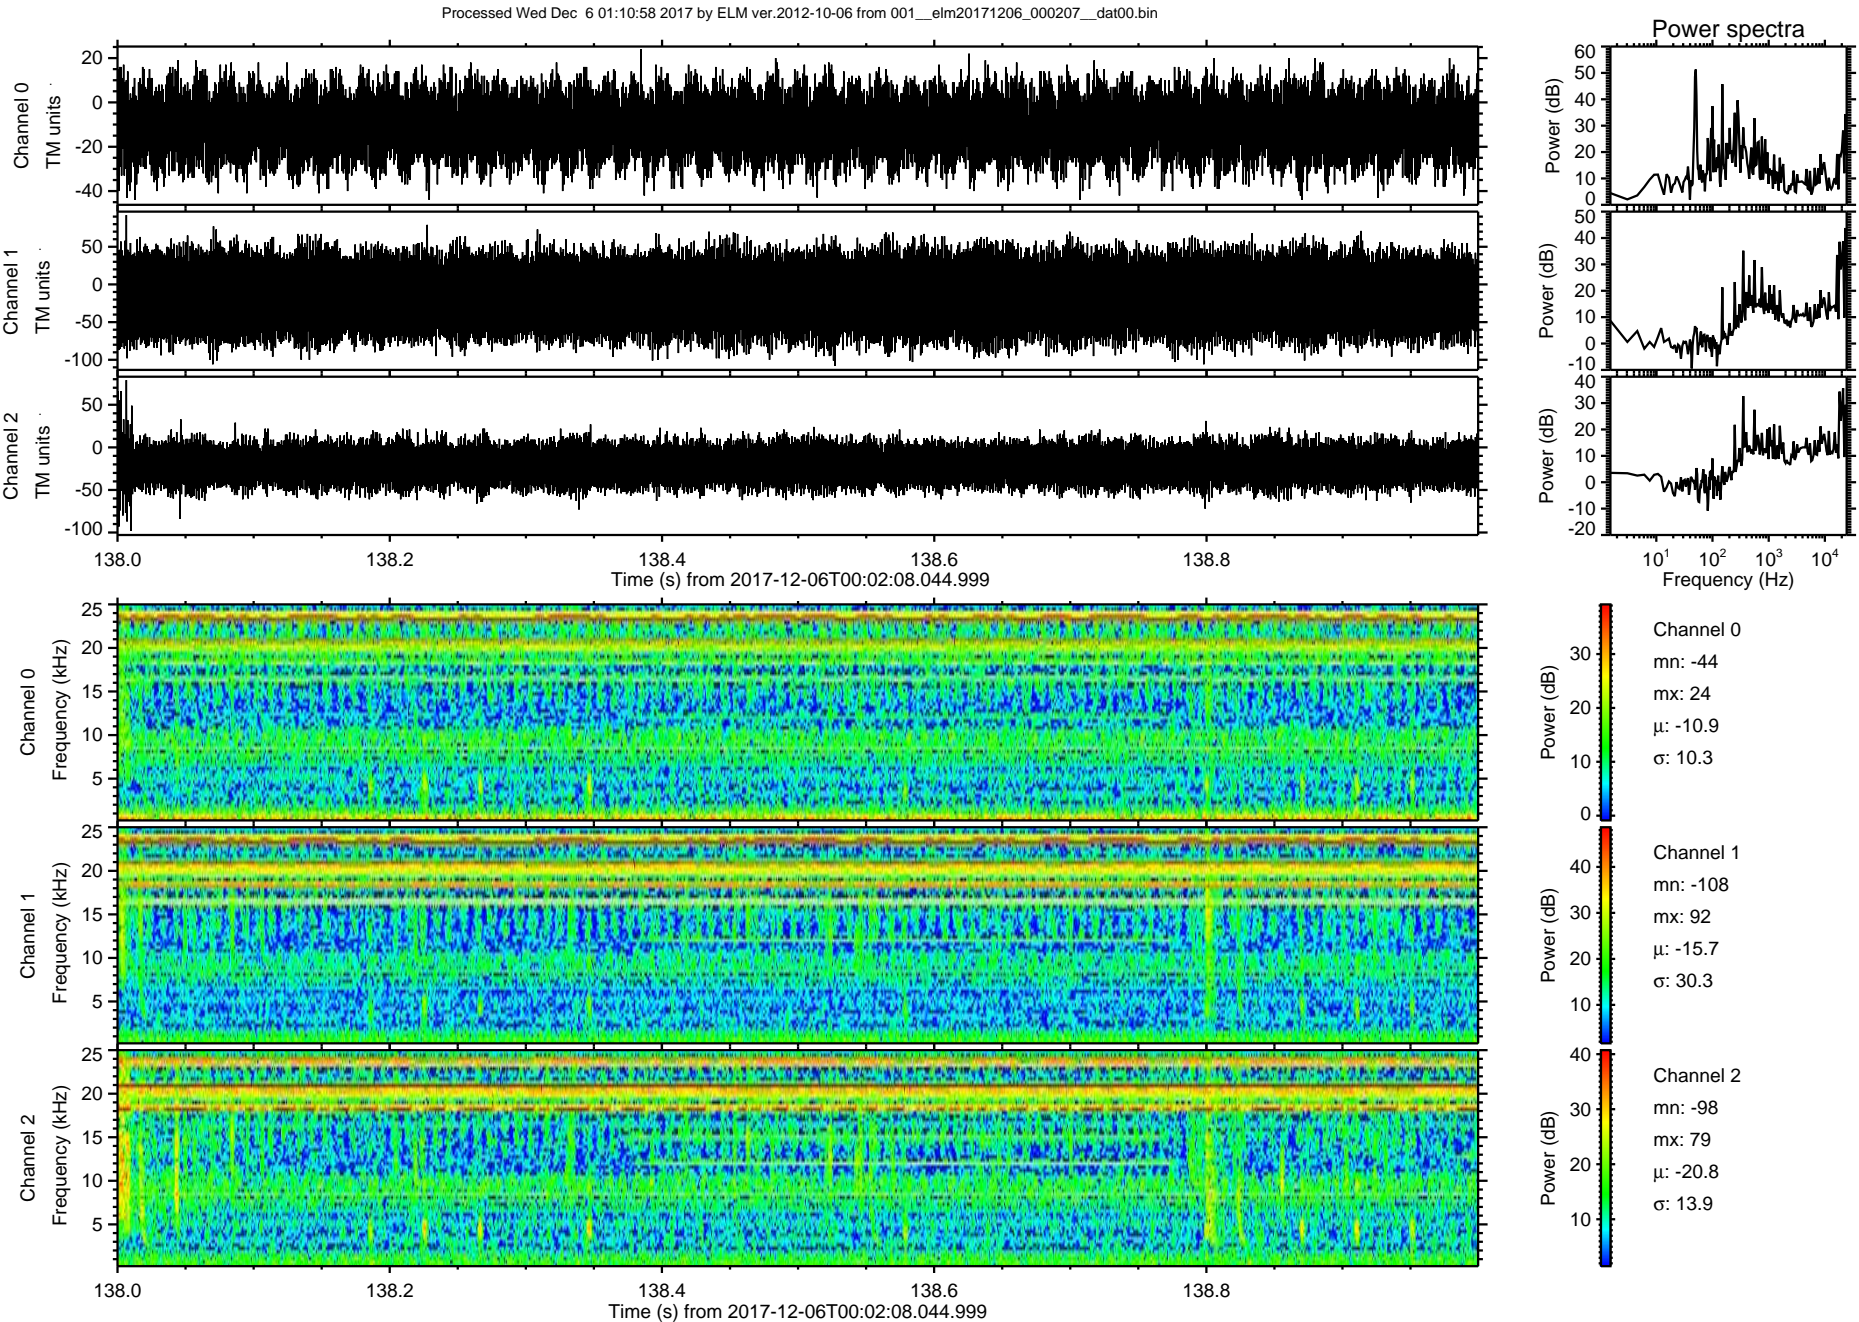 Processed Wed Dec  6 01:10:58 2017 by ELM ver.2012-10-06 from 001__elm20171206_000207__dat00.bin
Power spectra
Channel 0
TM units
20
0
-20
-40
Power (dB)
60
50
40
30
20
10
0
Channel 1
TM units
50
0
-50
-100
Power (dB)
50
40
30
20
10
0
-10
Channel 2
TM units
50
0
-50
-100
Power (dB)
40
30
20
10
0
-10
-20
138.0 138.2 138.4 138.6 138.8
Time (s) from 2017-12-06T00:02:08.044.999
10^1 10^2 10^3 10^4
Frequency (Hz)
Channel 0
Frequency (kHz)
25
20
15
10
5
Power (dB)
30
20
10
0
Channel 0
mn: -44
mx: 24
μ: -10.9
σ: 10.3
Channel 1
Frequency (kHz)
25
20
15
10
5
Power (dB)
40
30
20
10
Channel 1
mn: -108
mx: 92
μ: -15.7
σ: 30.3
Channel 2
Frequency (kHz)
25
20
15
10
5
Power (dB)
40
30
20
10
Channel 2
mn: -98
mx: 79
μ: -20.8
σ: 13.9
138.0 138.2 138.4 138.6 138.8
Time (s) from 2017-12-06T00:02:08.044.999